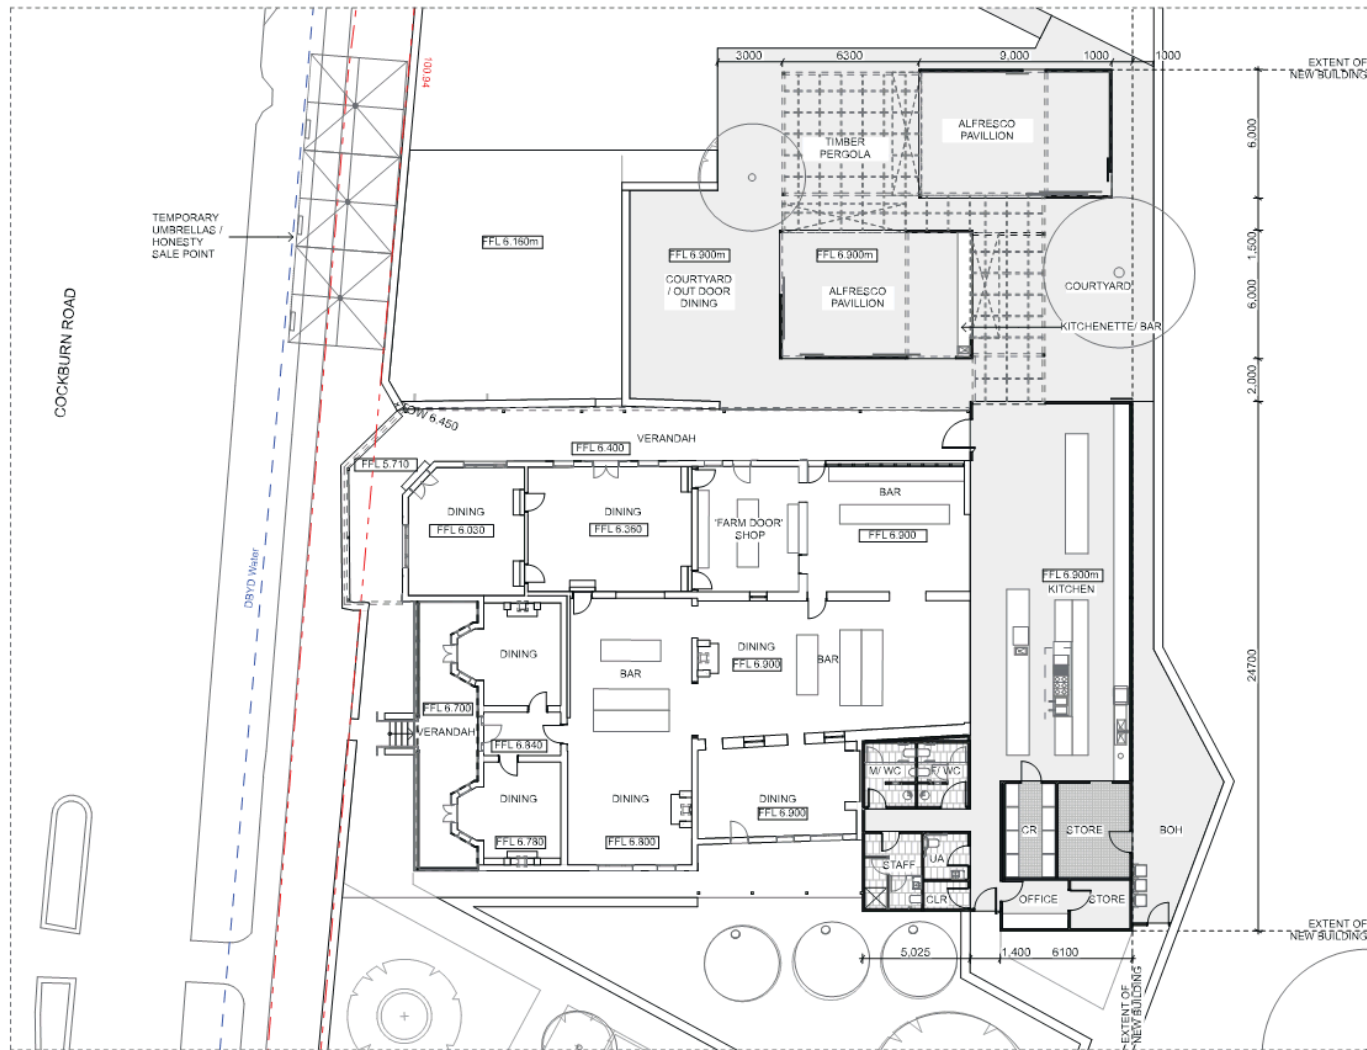 3000
6300
9,000
1000
1000
EXTENT OF
NEW BUILDING
100.94
6,000
ALFRESCO
PAVILLION
TIMBER
PERGOLA
TEMPORARY
UMBRELLAS /
HONESTY
SALE POINT
FFL 6.160m
FFL 6.900m
COURTYARD
/ OUT DOOR
DINING
FFL 6.900m
ALFRESCO
PAVILLION
1,500
6,000
COURTYARD
KITCHENETTE/ BAR
COCKBURN ROAD
2,000
6.450
VERANDAH
FFL 6.400
FFL 5.710
DINING
FFL 6.030
DINING
FFL 6.360
'FARM DOOR'
SHOP
BAR
FFL 6.900
FFL 6.900m
KITCHEN
DBYD Water
DINING
BAR
DINING
FFL 6.900
BAR
24700
FFL 6.700
VERANDAH
FFL 6.840
DINING
FFL 6.780
DINING
FFL 6.800
DINING
FFL 6.900
M/ WC
F/ WC
STAFF
UA
CLR
CR
STORE
BOH
OFFICE
STORE
EXTENT OF
NEW BUILDING
5,025
1,400
6100
EXTENT OF
NEW BUILDING